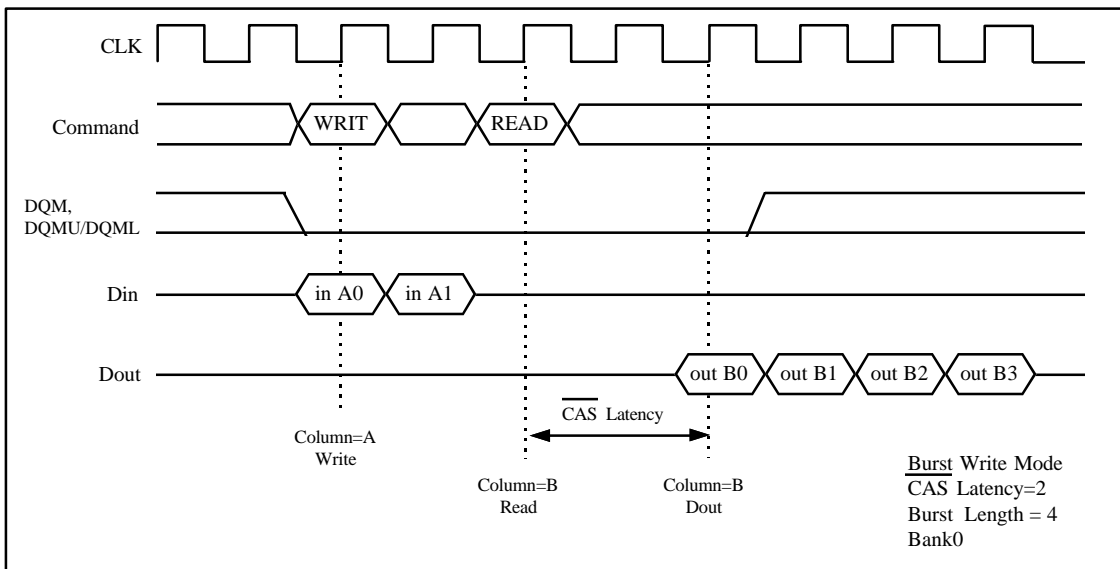 CLK
Command
WRIT
READ
DQM,
DQMU/DQML
Din
in A0
in A1
Dout
out B0
out B1
out B2
out B3
CAS Latency
Column=A
Write
Column=B
Read
Column=B
Dout
Burst Write Mode
CAS Latency=2
Burst Length = 4
Bank0